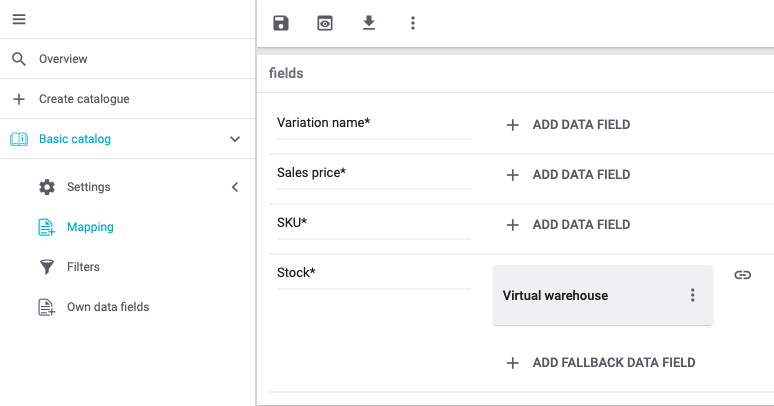 Overview
Create catalogue
Basic catalog
Settings
Mapping
Filters
Own data fields
fields
Variation name*
ADD DATA FIELD
Sales price*
ADD DATA FIELD
SKU*
ADD DATA FIELD
Stock*
Virtual warehouse
ADD FALLBACK DATA FIELD